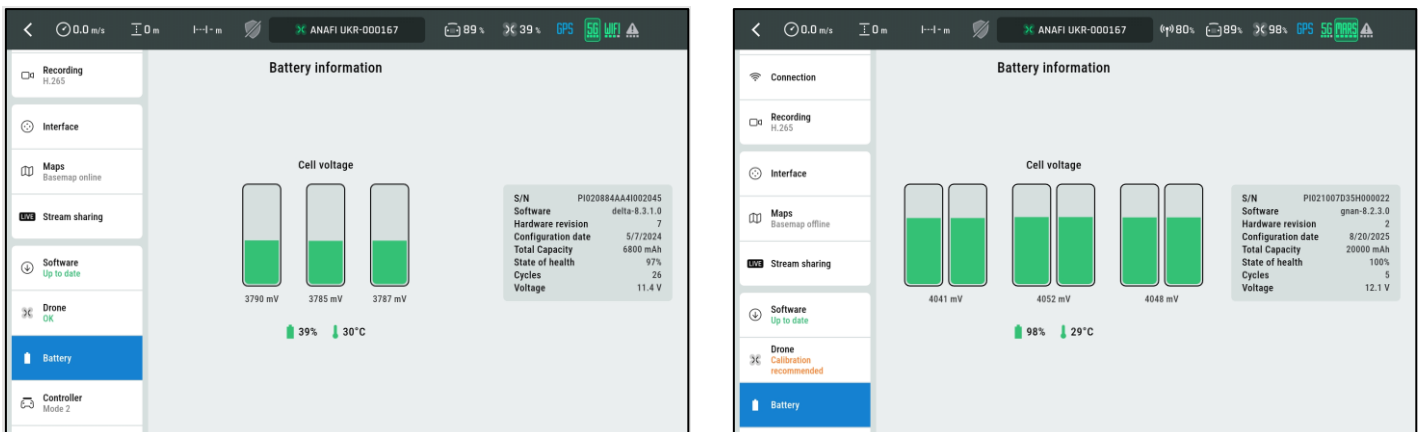 0.0 m/s 0 m - m ANAFI UKR-000167 89 % 39 % GPS 5G WIFI
Recording
H.265
Interface
Maps
Basemap online
LIVE Stream sharing
Software
Up to date
Drone
OK
Battery
Controller
Mode 2
Battery information
Cell voltage
3790 mV 3785 mV 3787 mV
39% 30°C
S/N PI020884AA4I002045
Software delta-8.3.1.0
Hardware revision 7
Configuration date 5/7/2024
Total Capacity 6800 mAh
State of health 97%
Cycles 26
Voltage 11.4 V
0.0 m/s 0 m - m ANAFI UKR-000167 80% 89% 98% GPS 5G MARS
Connection
Recording
H.265
Interface
Maps
Basemap offline
LIVE Stream sharing
Software
Up to date
Drone
Calibration
recommended
Battery
Battery information
Cell voltage
4041 mV 4052 mV 4048 mV
98% 29°C
S/N PI021007D35H000022
Software gnan-8.2.3.0
Hardware revision 2
Configuration date 8/20/2025
Total Capacity 20000 mAh
State of health 100%
Cycles 5
Voltage 12.1 V